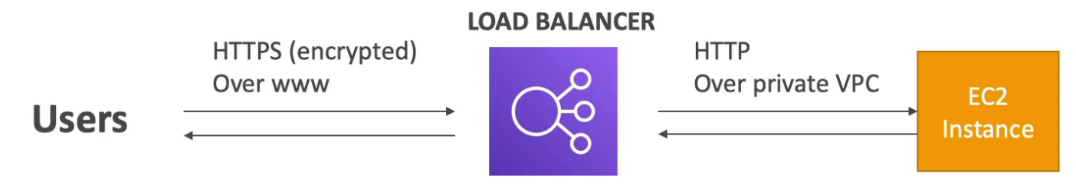 LOAD BALANCER
HTTPS (encrypted)
Over www
HTTP
Over private VPC
Users
EC2
Instance